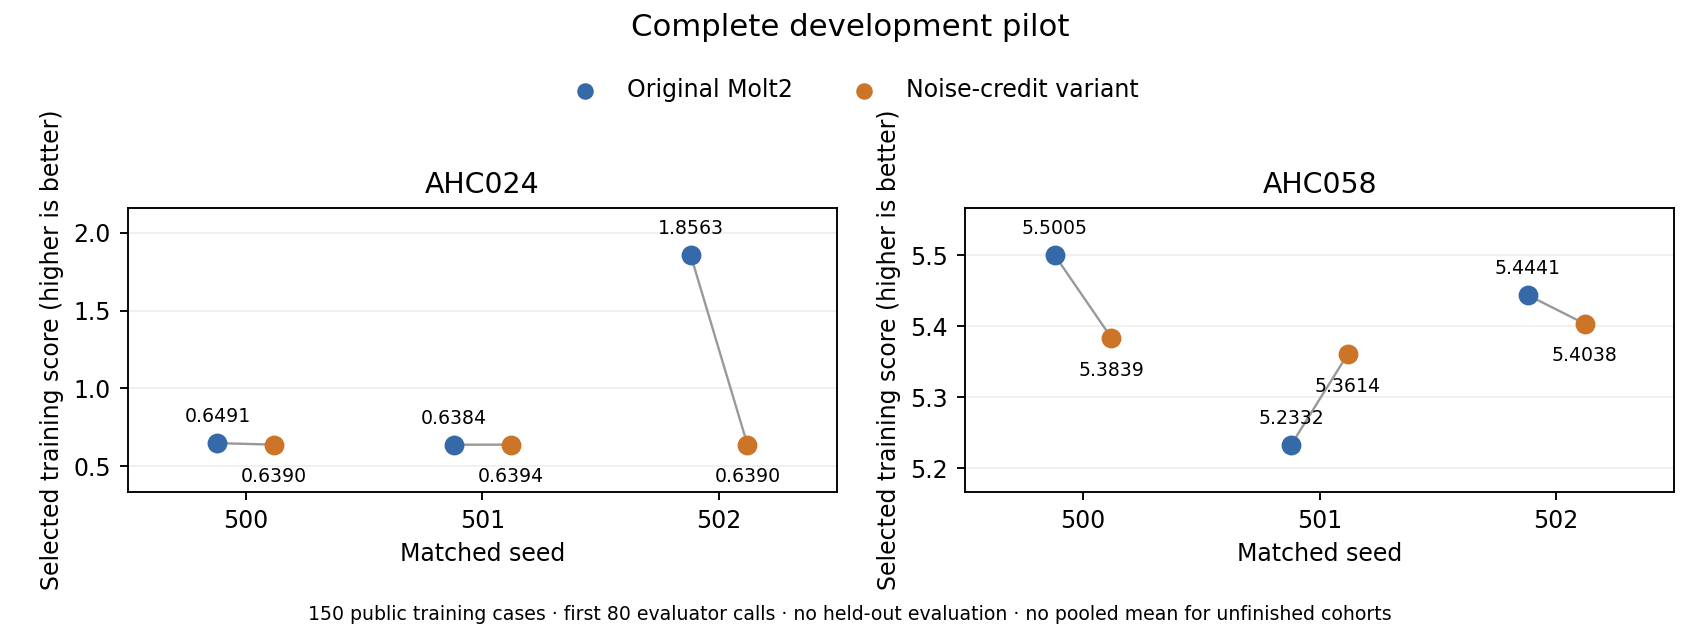 Complete development pilot
Original Molt2
Noise-credit variant
AHC024
Selected training score (higher is better)
2.0
1.5
1.0
0.5
0.6491
0.6390
0.6384
0.6394
1.8563
0.6390
500
501
502
Matched seed
AHC058
Selected training score (higher is better)
5.5
5.4
5.3
5.2
5.5005
5.3839
5.2332
5.3614
5.4441
5.4038
500
501
502
Matched seed
150 public training cases · first 80 evaluator calls · no held-out evaluation · no pooled mean for unfinished cohorts